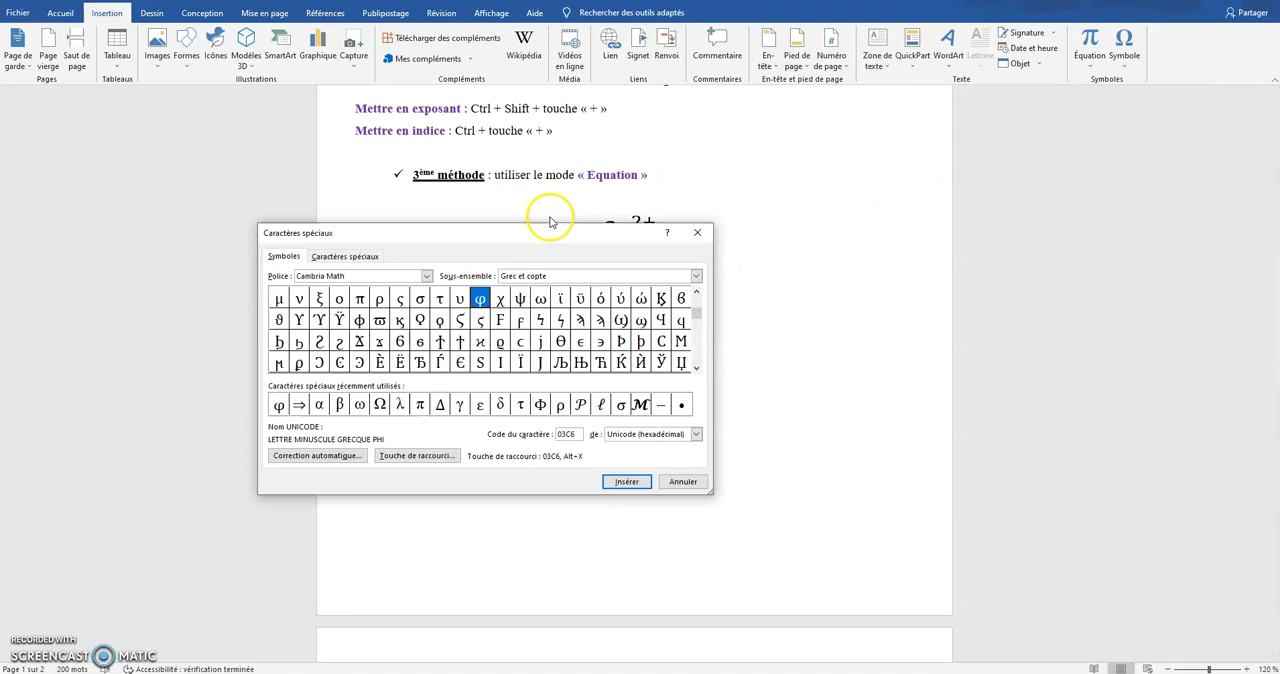 Fichier Accueil Insertion Dessin Conception Mise en page Références Publipostage Révision Affichage Aide Rechercher des outils adaptés Partager
Page de garde Page vierge Saut de page
Pages
Tableau
Tableaux
Images Formes Icônes Modèles 3D SmartArt Graphique Capture
Illustrations
Télécharger des compléments
Mes compléments
Wikipédia
Compléments
Vidéos en ligne
Média
Lien Signet Renvoi
Liens
Commentaire
Commentaires
En-tête Pied de page Numéro de page
En-tête et pied de page
Zone de texte QuickPart WordArt Lettrine
Signature
Date et heure
Objet
Texte
π Équation Ω Symbole
Symboles
Mettre en exposant : Ctrl + Shift + touche « + »
Mettre en indice : Ctrl + touche « + »
✓ 3ème méthode : utiliser le mode « Equation »
2+
Caractères spéciaux ?
Symboles Caractères spéciaux
Police : Cambria Math Sous-ensemble : Grec et copte
μ ν ξ ο π ρ ς σ τ υ φ χ ψ ω ϊ ϋ ό ύ ώ Ϗ ϐ
ϑ ϒ ϓ ϔ ϕ ϖ ϗ Ϙ ϙ Ϛ ϛ Ϝ ϝ Ϟ ϟ Ϡ ϡ Ϣ ϣ Ϥ ϥ
Ϧ ϧ Ϩ ϩ Ϫ ϫ Ϭ ϭ Ϯ ϯ ϰ ϱ ϲ ϳ ϴ ϵ ϶ Ϸ ϸ Ϲ Ϻ
ϻ ϼ Ͻ Ͼ Ͽ Ѐ Ё Ђ Ѓ Є Ѕ І Ї Ј Љ Њ Ћ Ќ Ѝ Ў Џ
Caractères spéciaux récemment utilisés :
φ ⇒ α β ω Ω λ π Δ γ ε δ τ Φ ρ 𝒫 ℓ σ ℳ – •
Nom UNICODE :
LETTRE MINUSCULE GRECQUE PHI
Code du caractère : 03C6 de : Unicode (hexadécimal)
Correction automatique... Touche de raccourci... Touche de raccourci : 03C6, Alt+X
Insérer Annuler
RECORDED WITH
SCREENCAST MATIC
Page 1 sur 2 200 mots Accessibilité : vérification terminée 120 %